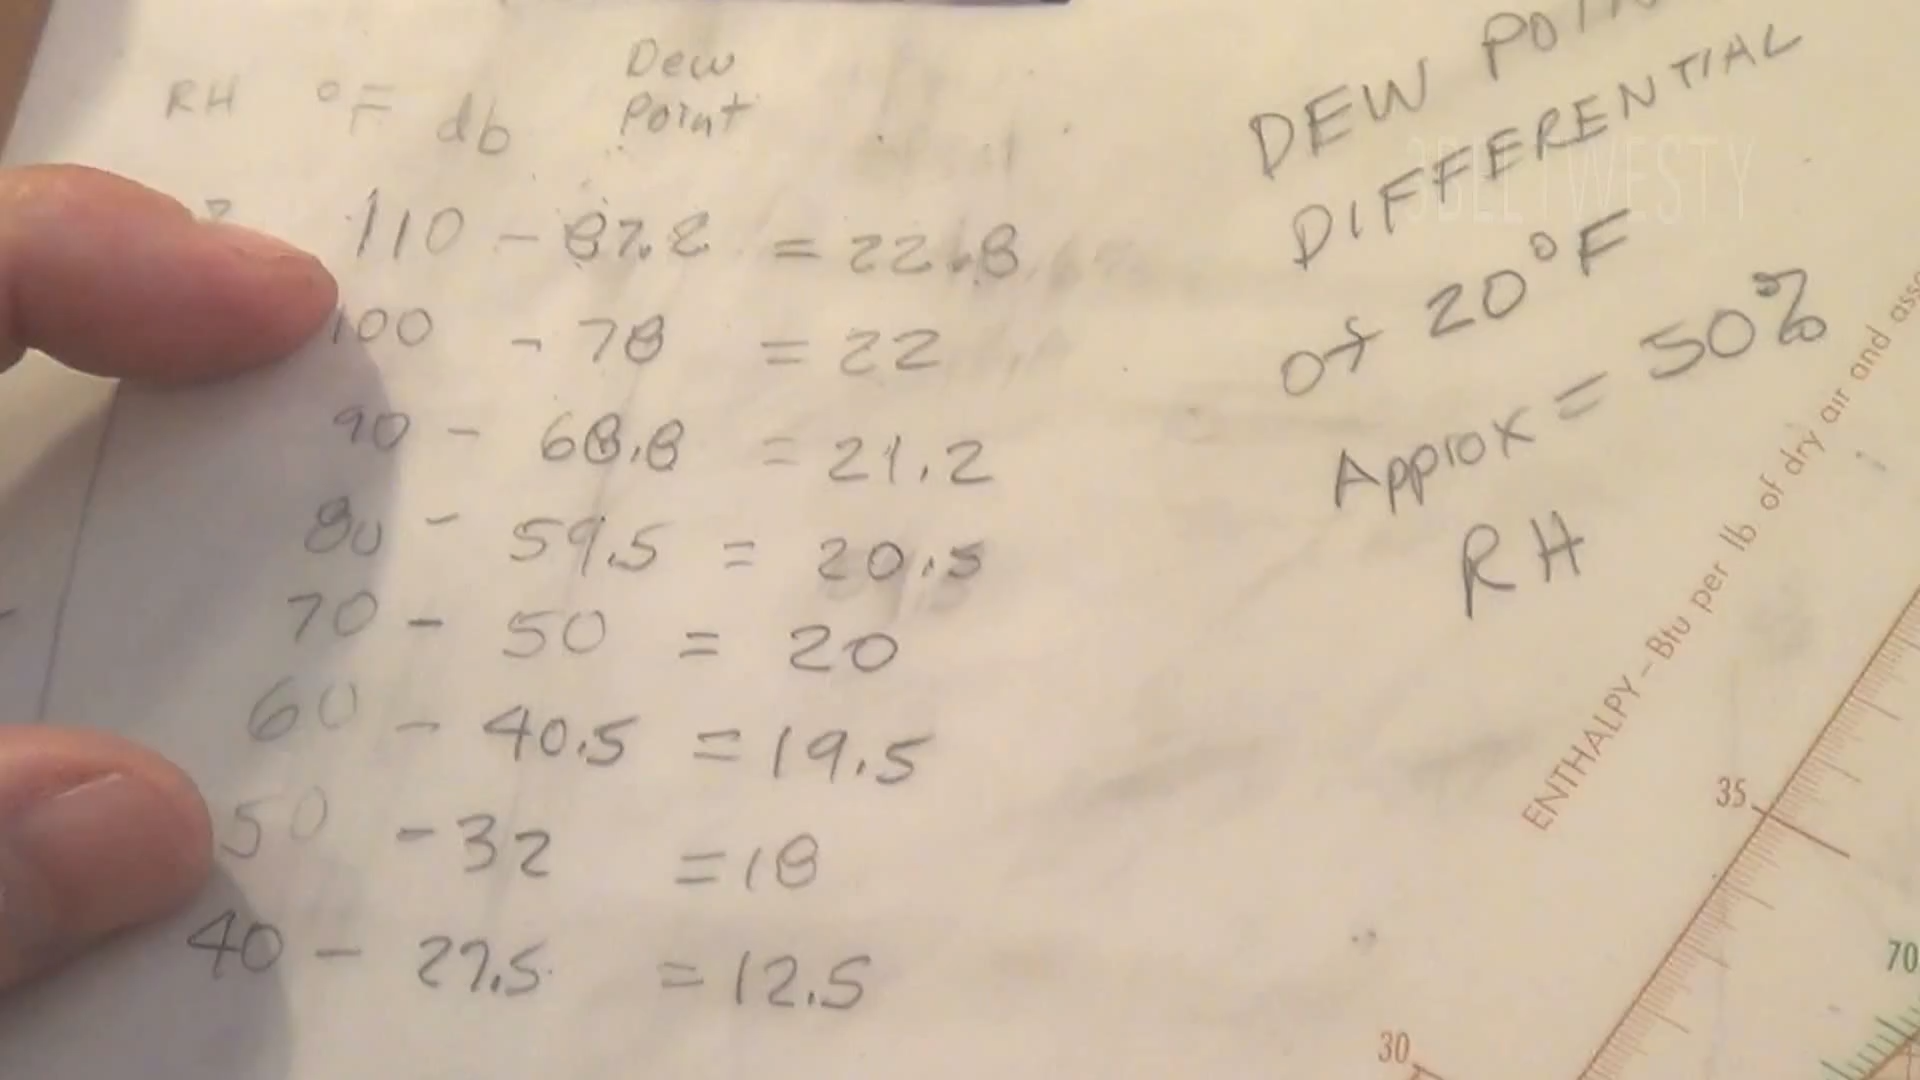 RH °F db Dew Point
110 - 87.2 = 22.8
100 - 78 = 22
90 - 68.8 = 21.2
80 - 59.5 = 20.5
70 - 50 = 20
60 - 40.5 = 19.5
50 - 32 = 18
40 - 27.5 = 12.5
DEW
DIFFERENTIAL
of 20°F
Approx = 50%
RH
3BELTWESTY
ENTHALPY – Btu per lb of dry air and
35
70
30